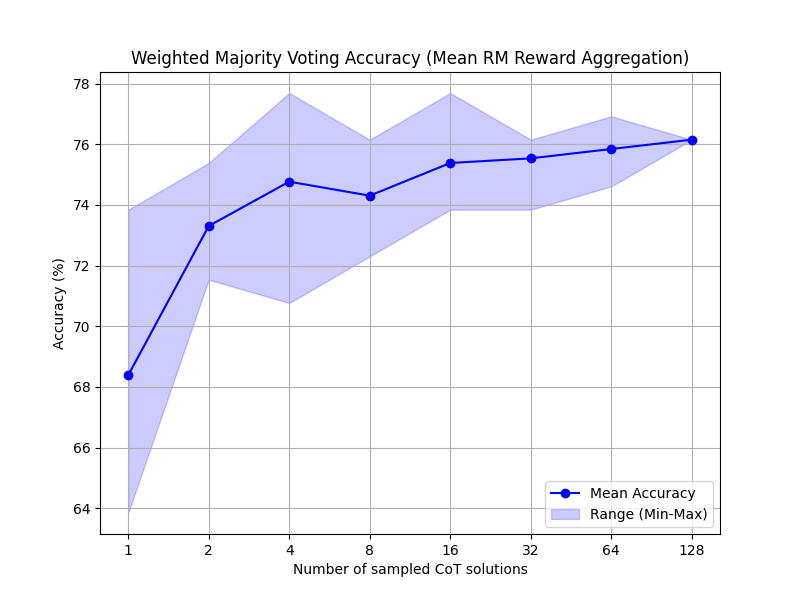 Weighted Majority Voting Accuracy (Mean RM Reward Aggregation)
78
76
74
72
70
68
66
64
Accuracy (%)
1 2 4 8 16 32 64 128
Number of sampled CoT solutions
Mean Accuracy
Range (Min-Max)